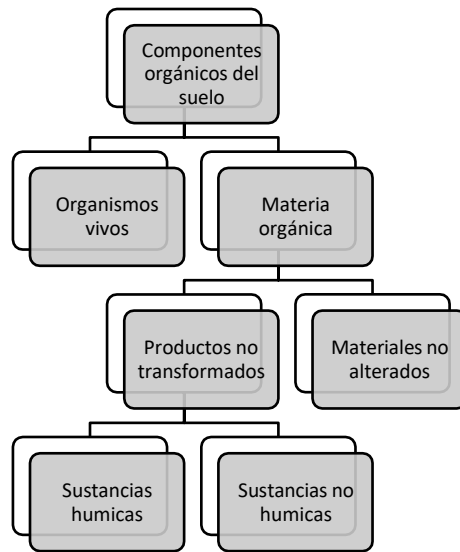 Componentes
orgánicos del
suelo
Organismos
vivos
Materia
orgánica
Productos no
transformados
Materiales no
alterados
Sustancias
humicas
Sustancias no
humicas